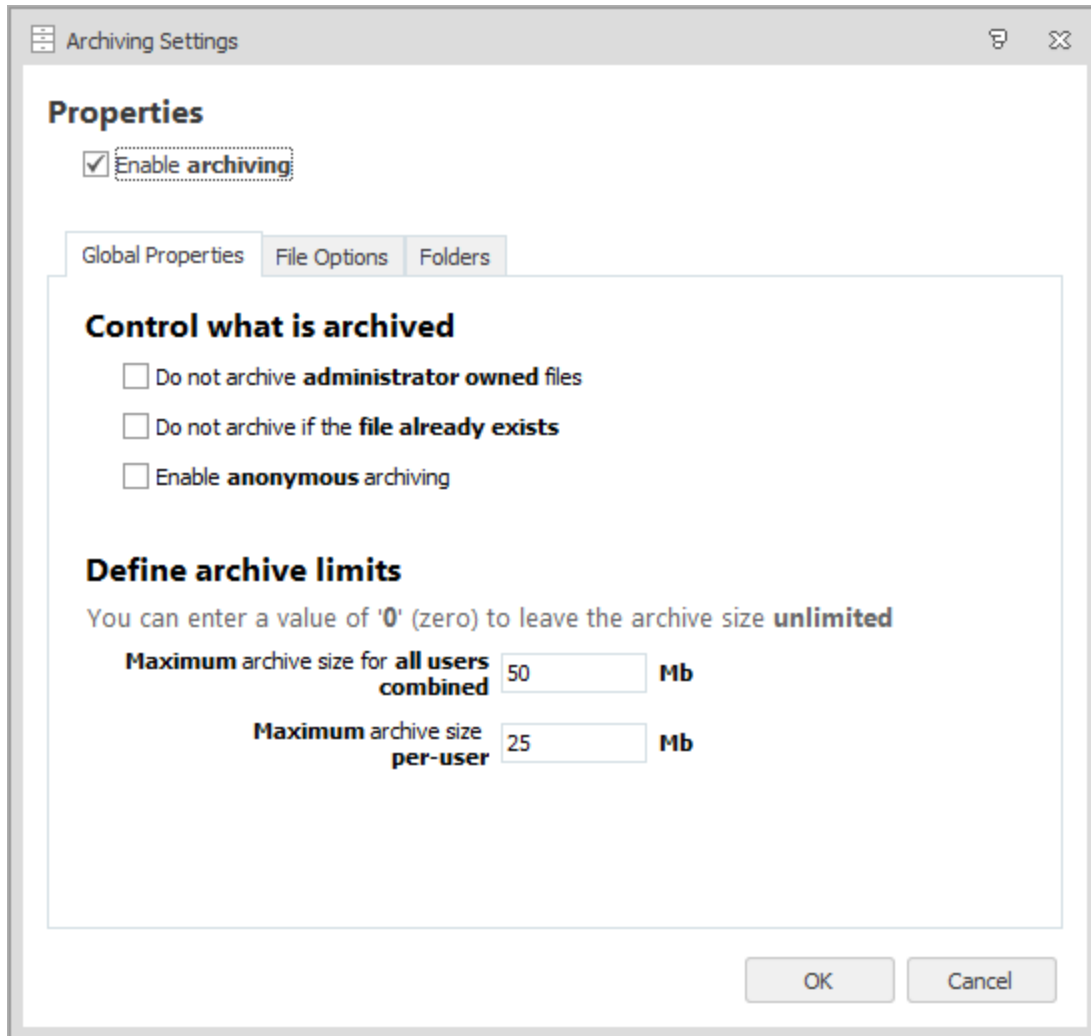 Archiving Settings
Properties
Enable archiving
Global Properties
File Options
Folders
Control what is archived
Do not archive administrator owned files
Do not archive if the file already exists
Enable anonymous archiving
Define archive limits
You can enter a value of '0' (zero) to leave the archive size unlimited
Maximum archive size for all users
combined
50
Mb
Maximum archive size
per-user
25
Mb
OK
Cancel